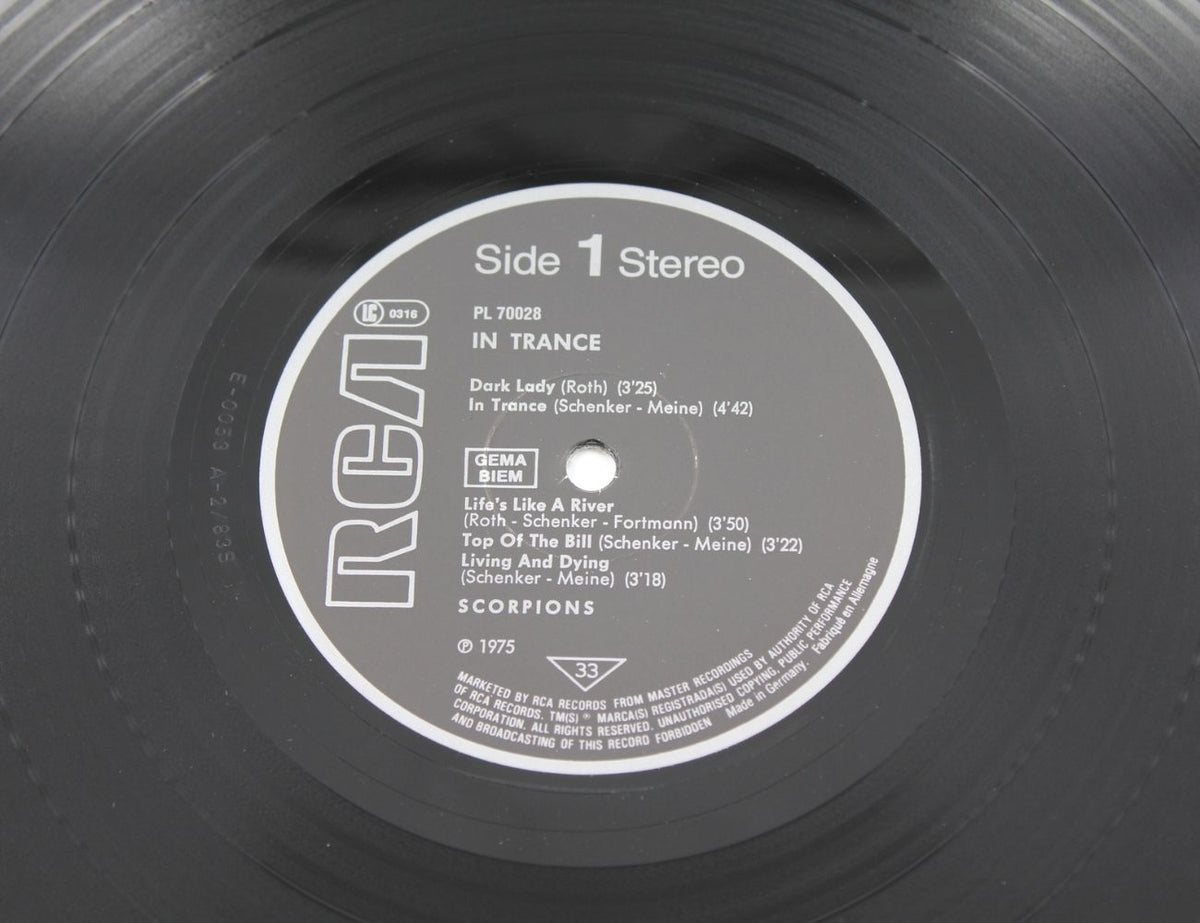 Side 1 Stereo
LC 0316
PL 70028
IN TRANCE
RCA
Dark Lady (Roth) (3'25)
In Trance (Schenker - Meine) (4'42)
GEMA
BIEM
Life's Like A River
(Roth - Schenker - Fortmann) (3'50)
Top Of The Bill (Schenker - Meine) (3'22)
Living And Dying
(Schenker - Meine) (3'18)
SCORPIONS
℗ 1975
33
MARKETED BY RCA RECORDS FROM MASTER RECORDINGS
OF RCA RECORDS. TM(S) ® MARCA(S) REGISTRADA(S) USED BY AUTHORITY OF RCA
CORPORATION. ALL RIGHTS RESERVED. UNAUTHORISED COPYING, PUBLIC PERFORMANCE
AND BROADCASTING OF THIS RECORD FORBIDDEN Made in Germany. Fabriqué en Allemagne